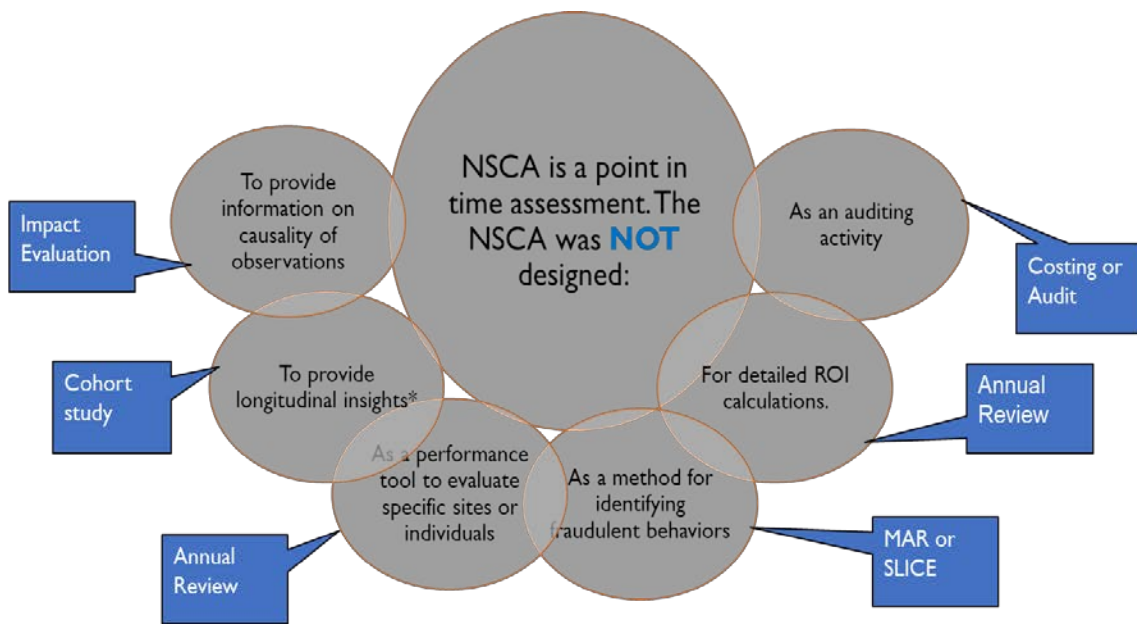 NSCA is a point in
time assessment. The
NSCA was NOT
designed:
To provide
information on
causality of
observations
Impact
Evaluation
To provide
longitudinal insights*
Cohort
study
As a performance
tool to evaluate
specific sites or
individuals
Annual
Review
As a method for
identifying
fraudulent behaviors
MAR or
SLICE
For detailed ROI
calculations.
Annual
Review
As an auditing
activity
Costing or
Audit